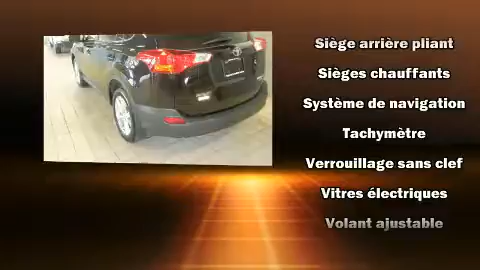 Siège arrière pliant
Sièges chauffants
Système de navigation
Tachymètre
Verrouillage sans clef
Vitres électriques
Volant ajustable